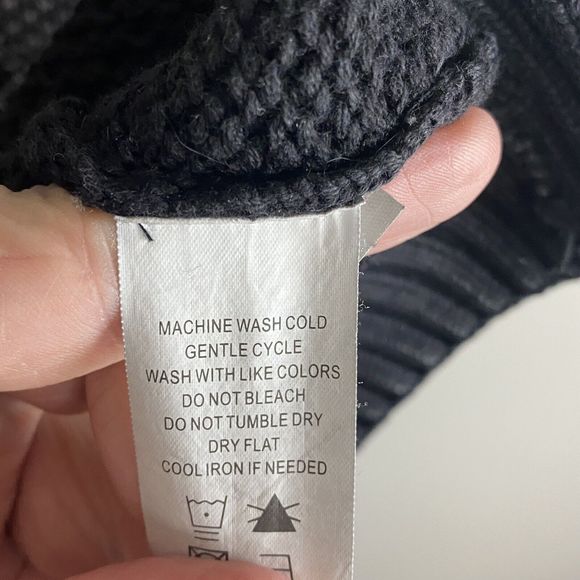 MACHINE WASH COLD
GENTLE CYCLE
WASH WITH LIKE COLORS
DO NOT BLEACH
DO NOT TUMBLE DRY
DRY FLAT
COOL IRON IF NEEDED